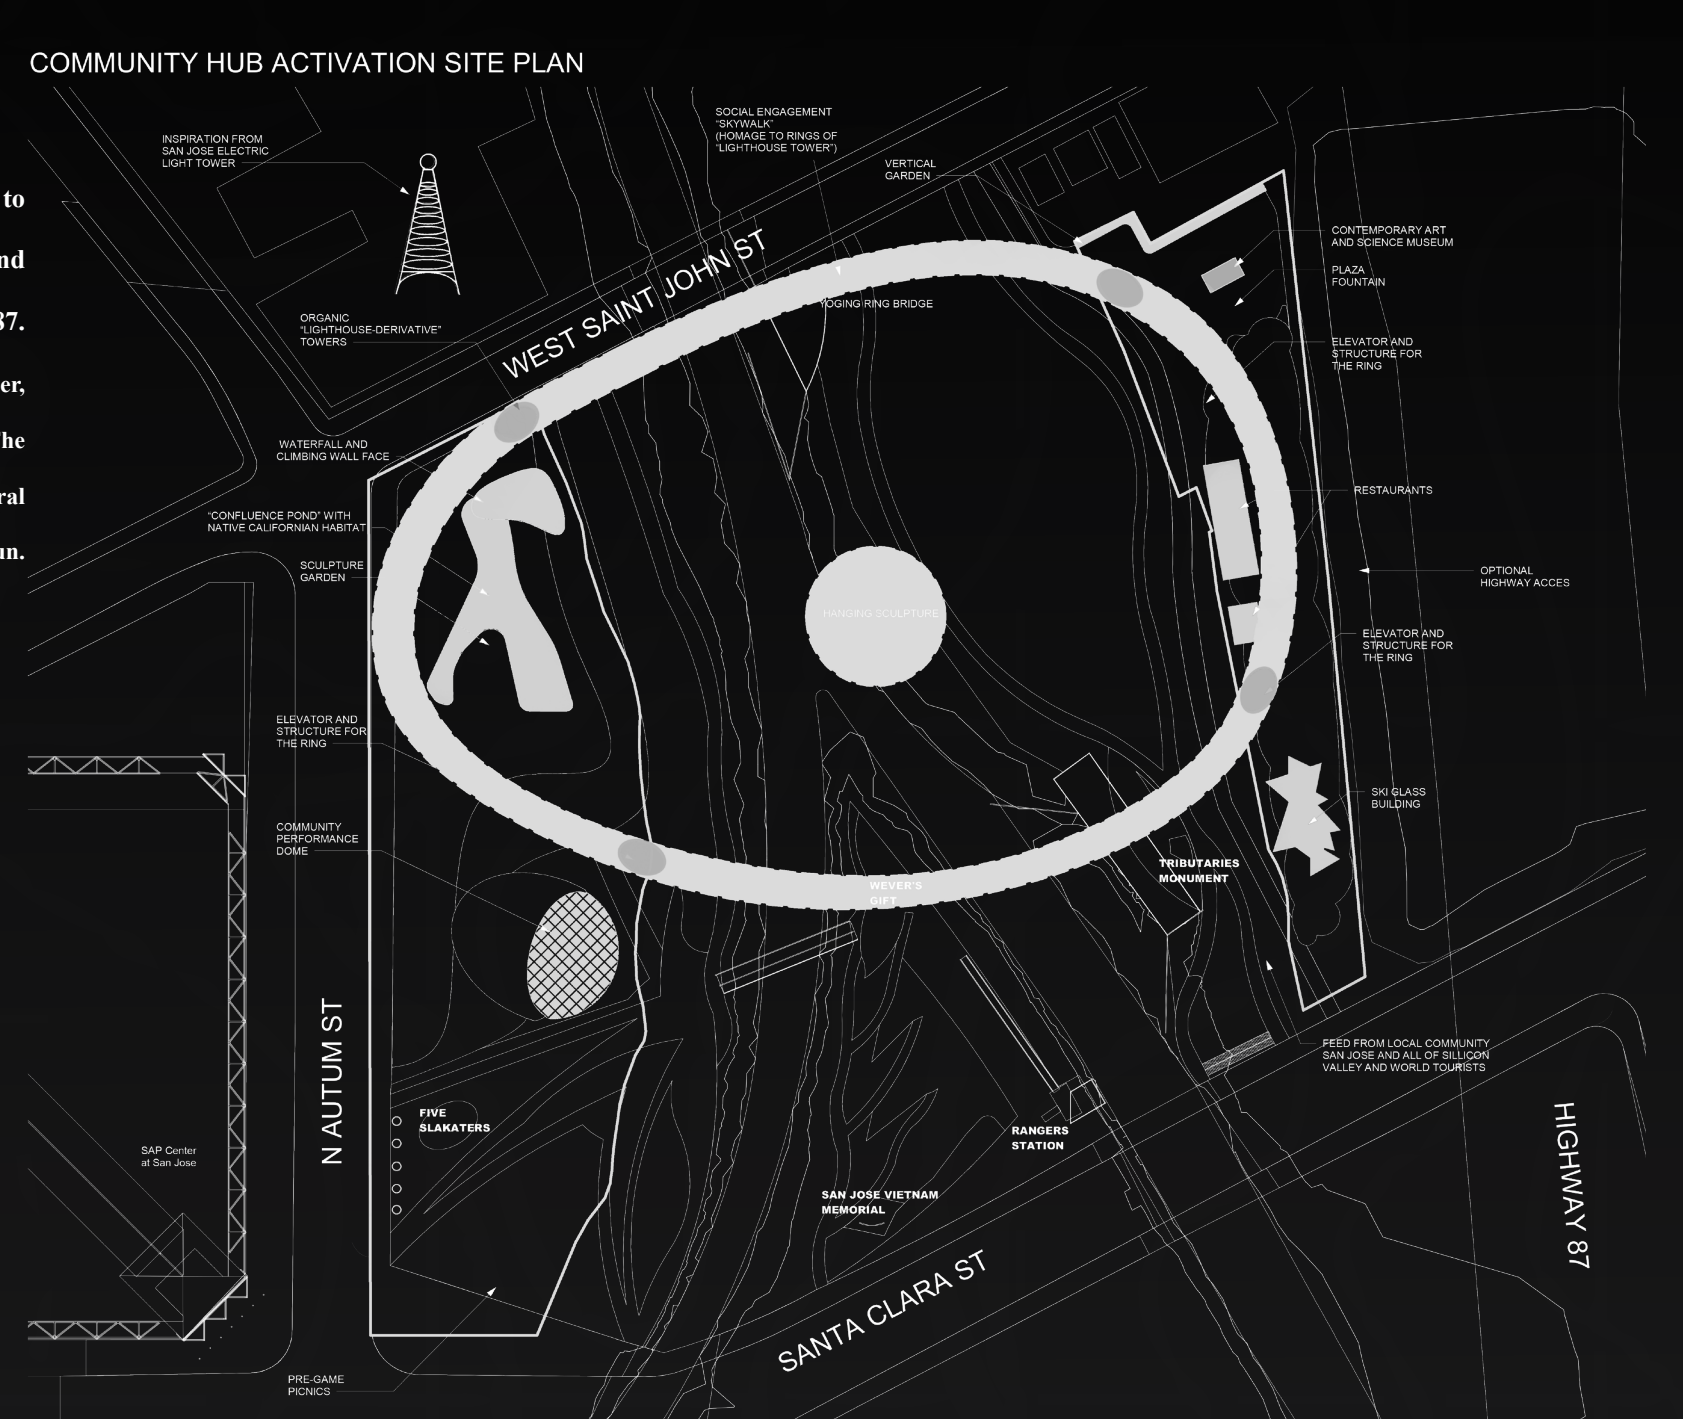 COMMUNITY HUB ACTIVATION SITE PLAN
to
nd
87.
er,
he
ral
un.
INSPIRATION FROM
SAN JOSE ELECTRIC
LIGHT TOWER
SOCIAL ENGAGEMENT
“SKYWALK”
(HOMAGE TO RINGS OF
“LIGHTHOUSE TOWER”)
VERTICAL
GARDEN
CONTEMPORARY ART
AND SCIENCE MUSEUM
PLAZA
FOUNTAIN
ORGANIC
“LIGHTHOUSE-DERIVATIVE”
TOWERS
WEST SAINT JOHN ST
YOGING RING BRIDGE
ELEVATOR AND
STRUCTURE FOR
THE RING
WATERFALL AND
CLIMBING WALL FACE
“CONFLUENCE POND” WITH
NATIVE CALIFORNIAN HABITAT
SCULPTURE
GARDEN
RESTAURANTS
OPTIONAL
HIGHWAY ACCES
HANGING SCULPTURE
ELEVATOR AND
STRUCTURE FOR
THE RING
ELEVATOR AND
STRUCTURE FOR
THE RING
SKI GLASS
BUILDING
COMMUNITY
PERFORMANCE
DOME
TRIBUTARIES
MONUMENT
WEVER'S
GIFT
N AUTUM ST
FEED FROM LOCAL COMMUNITY
SAN JOSE AND ALL OF SILLICON
VALLEY AND WORLD TOURISTS
FIVE
SLAKATERS
RANGERS
STATION
SAP Center
at San Jose
SAN JOSE VIETNAM
MEMORIAL
HIGHWAY 87
SANTA CLARA ST
PRE-GAME
PICNICS